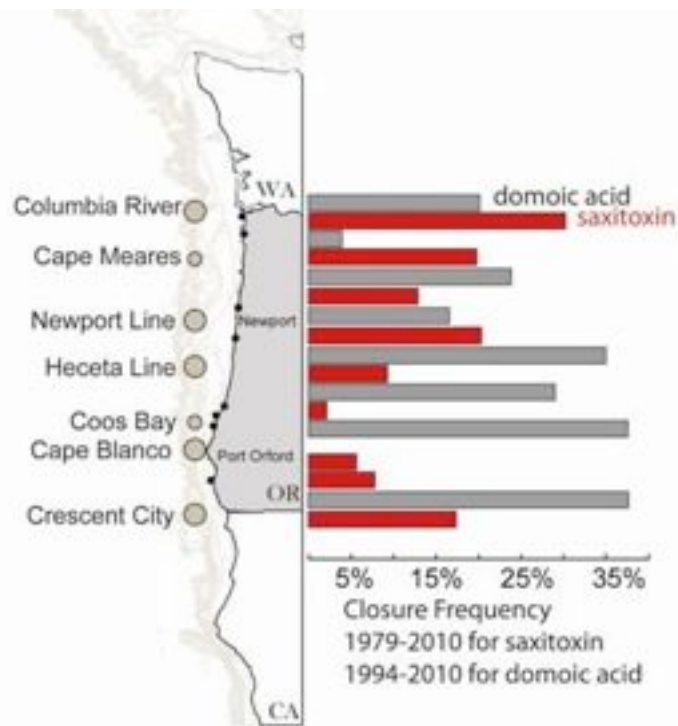 WA
Columbia River
Cape Meares
Newport Line
Newport
Heceta Line
Coos Bay
Cape Blanco
Port Orford
OR
Crescent City
CA
domoic acid
saxitoxin
5% 15% 25% 35%
Closure Frequency
1979-2010 for saxitoxin
1994-2010 for domoic acid